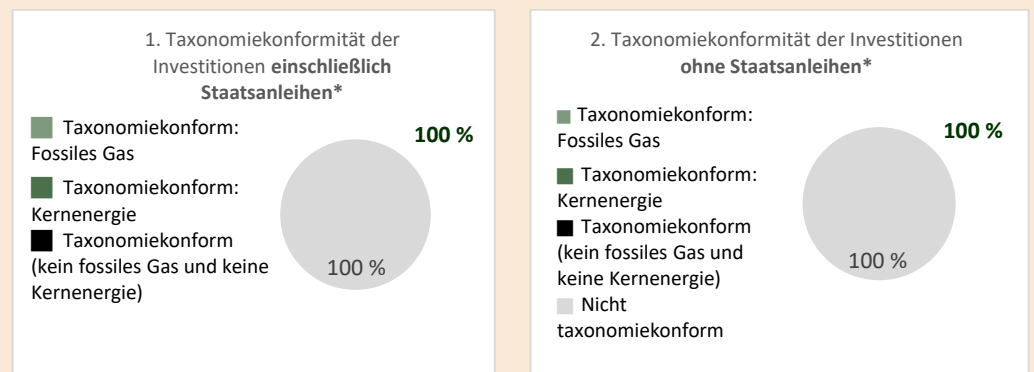 1. Taxonomiekonformität der
Investitionen einschließlich
Staatsanleihen*
Taxonomiekonform:
Fossiles Gas
Taxonomiekonform:
Kernenergie
Taxonomiekonform
(kein fossiles Gas und keine
Kernenergie)
100 %
100 %
2. Taxonomiekonformität der Investitionen
ohne Staatsanleihen*
Taxonomiekonform:
Fossiles Gas
Taxonomiekonform:
Kernenergie
Taxonomiekonform
(kein fossiles Gas und
keine Kernenergie)
Nicht
taxonomiekonform
100 %
100 %